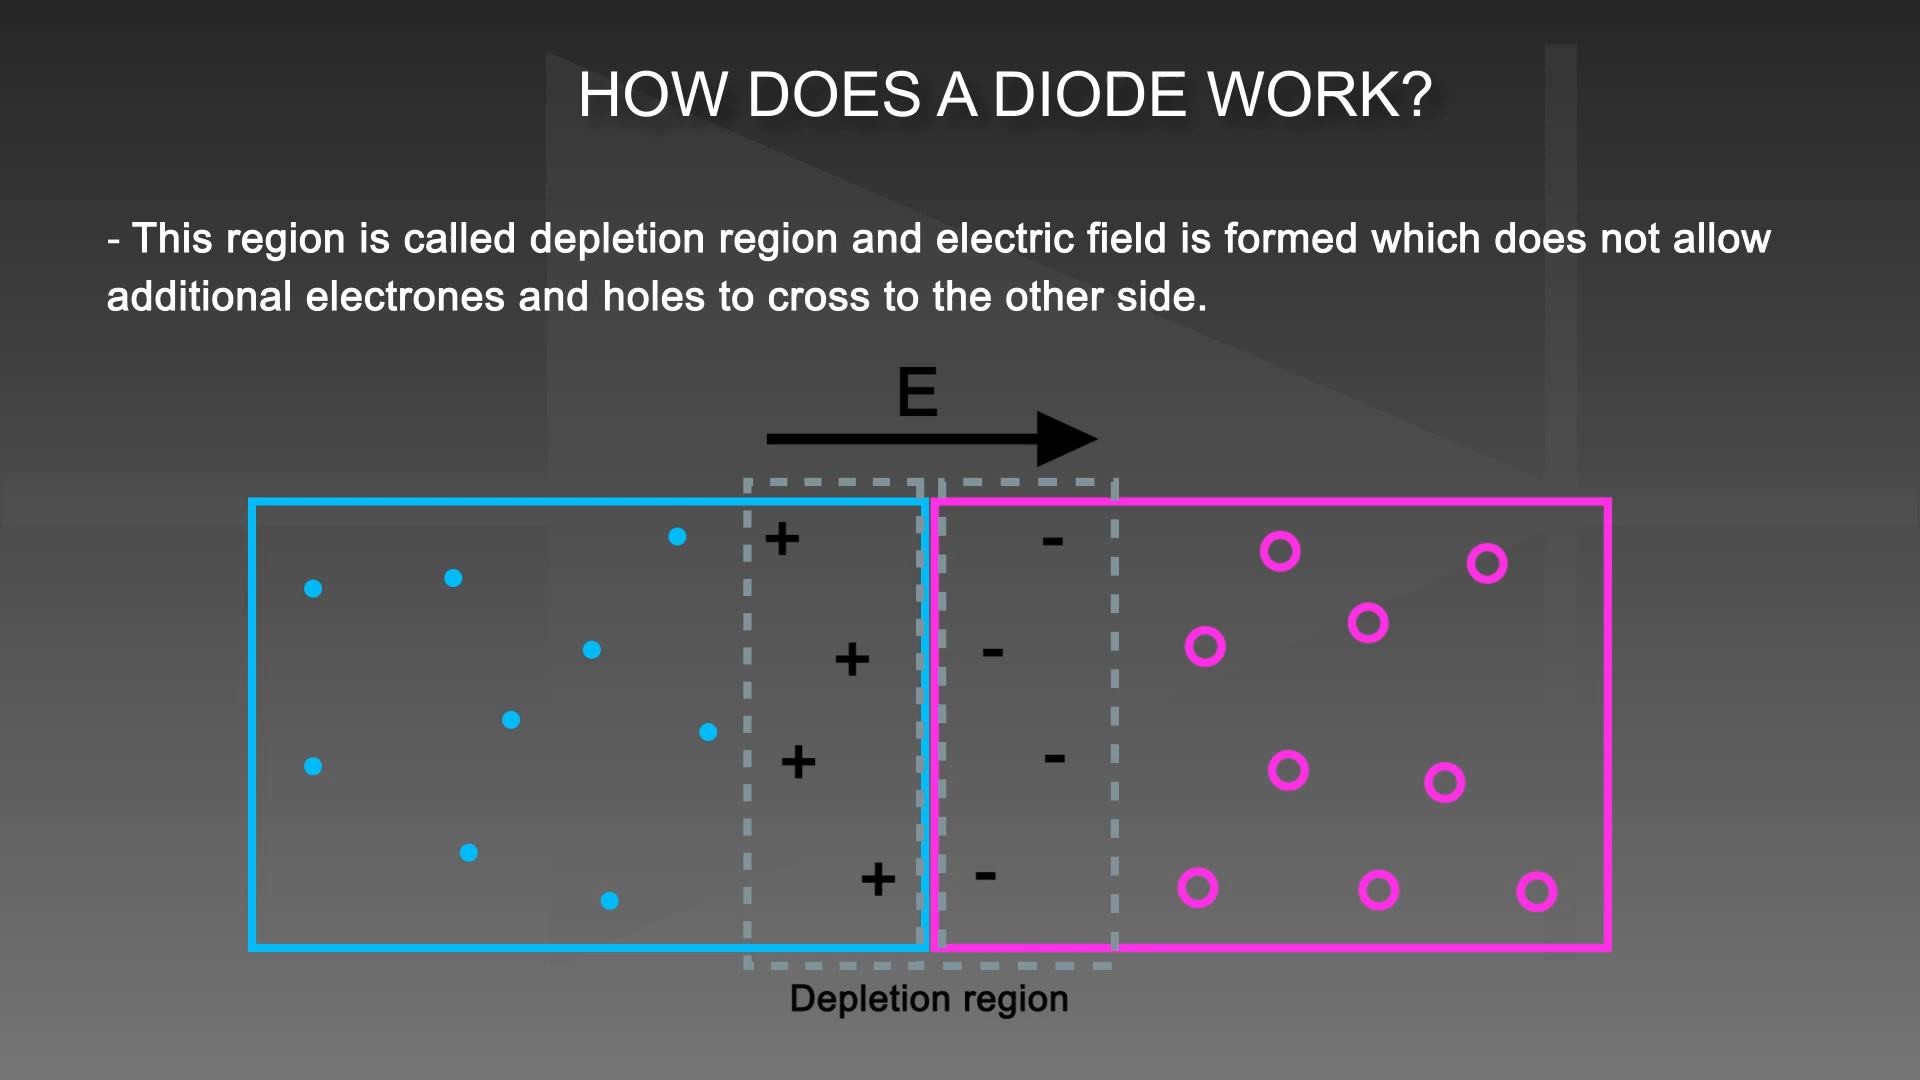 HOW DOES A DIODE WORK?
- This region is called depletion region and electric field is formed which does not allow
additional electrones and holes to cross to the other side.
E
+ -
+ -
+ -
+ -
Depletion region